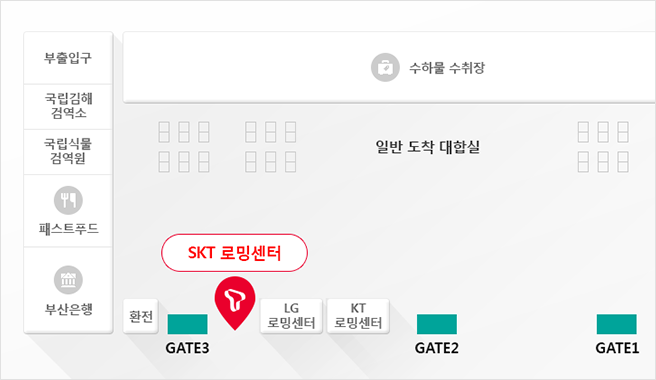 부출입구
수하물 수취장
국립김해
검역소
국립식물
검역원
일반 도착 대합실
패스트푸드
SKT 로밍센터
부산은행
환전
LG
로밍센터
KT
로밍센터
GATE3
GATE2
GATE1